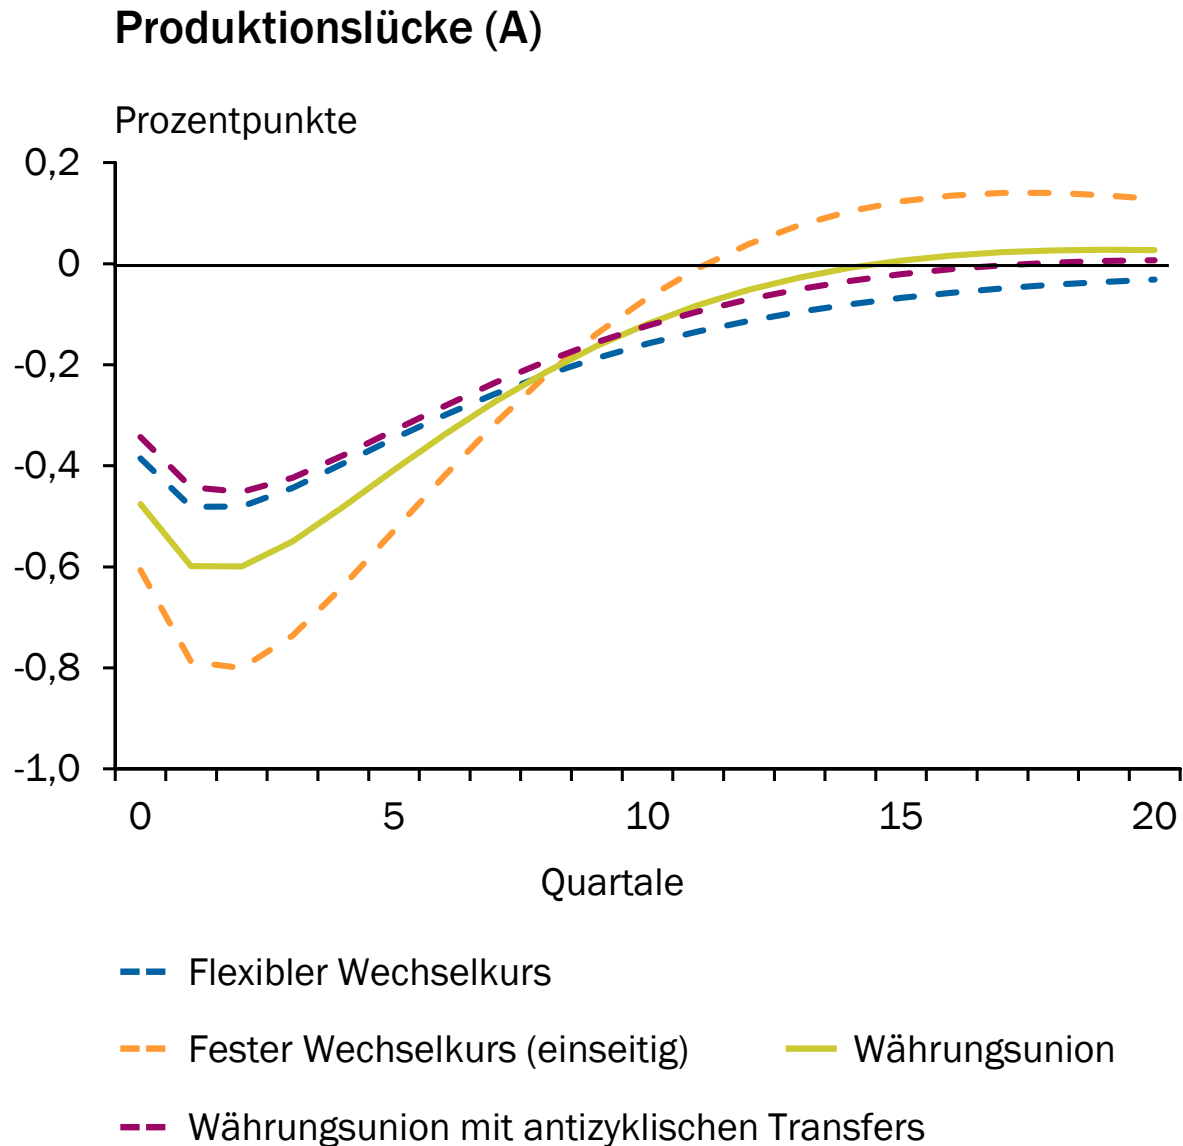 Produktionslücke (A)
Prozentpunkte
0,2
0
-0,2
-0,4
-0,6
-0,8
-1,0
0 5 10 15 20
Quartale
Flexibler Wechselkurs
Fester Wechselkurs (einseitig) Währungsunion
Währungsunion mit antizyklischen Transfers